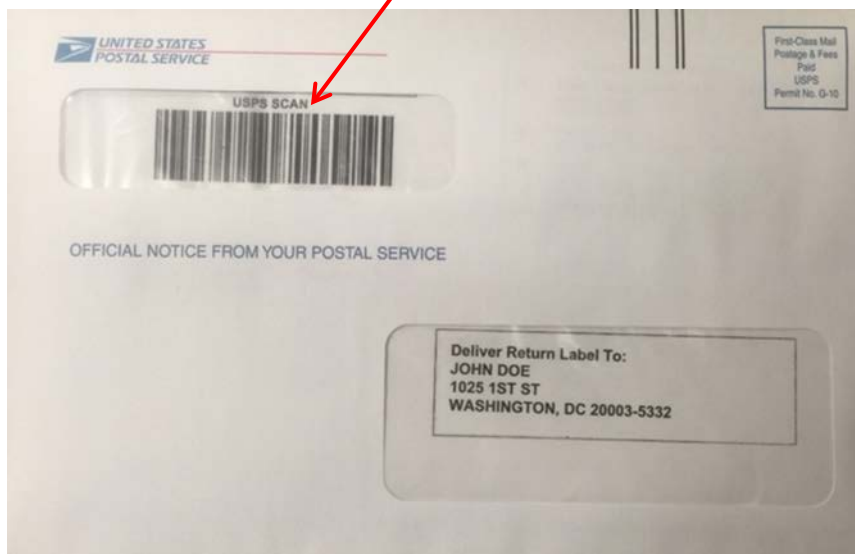 UNITED STATES
POSTAL SERVICE
First-Class Mail
Postage & Fees
Paid
USPS
Permit No. G-10
USPS SCAN
OFFICIAL NOTICE FROM YOUR POSTAL SERVICE
Deliver Return Label To:
JOHN DOE
1025 1ST ST
WASHINGTON, DC 20003-5332